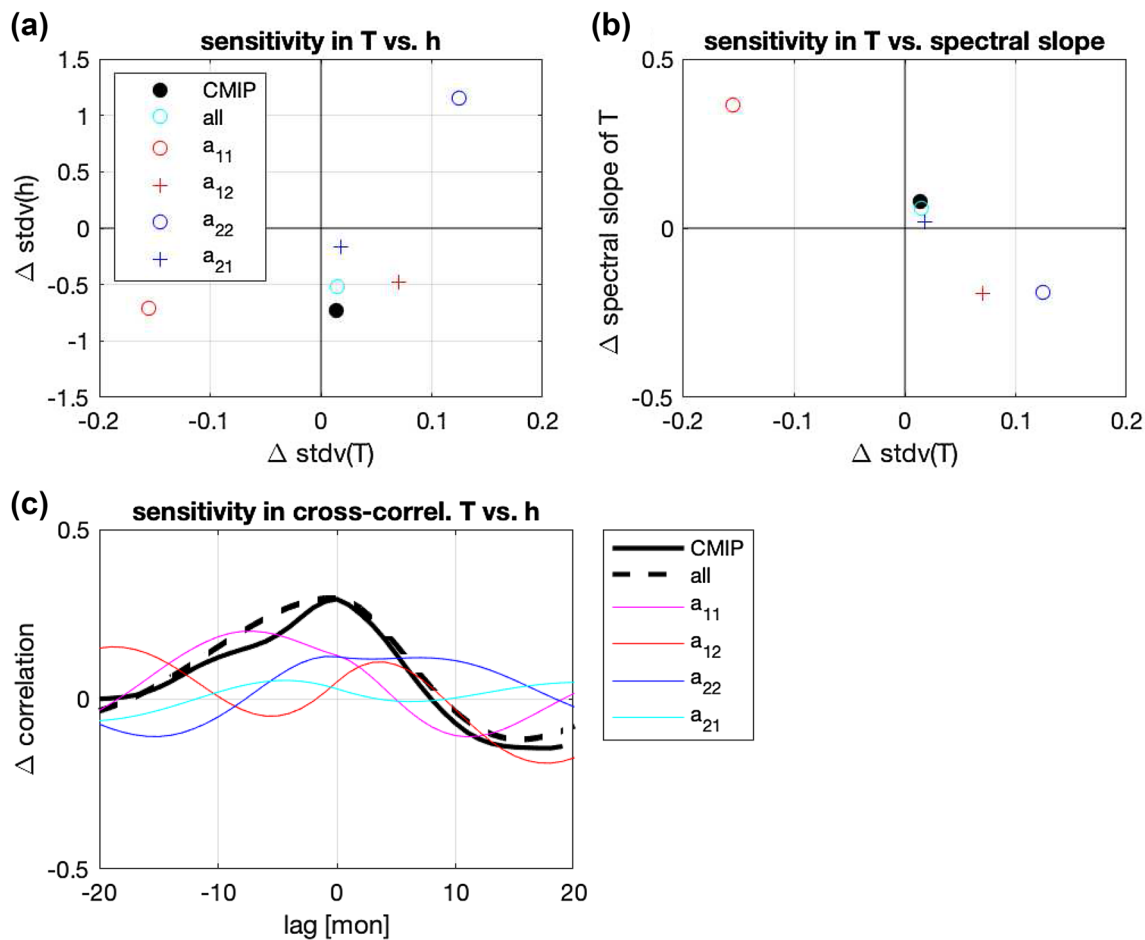 (a)
sensitivity in T vs. h
1.5
1
0.5
0
-0.5
-1
-1.5
Δ stdv(h)
CMIP
all
a11
a12
a22
a21
-0.2
-0.1
0
0.1
0.2
Δ stdv(T)
(b)
sensitivity in T vs. spectral slope
0.5
0
-0.5
Δ spectral slope of T
-0.2
-0.1
0
0.1
0.2
Δ stdv(T)
(c)
sensitivity in cross-correl. T vs. h
0.5
0
-0.5
Δ correlation
-20
-10
0
10
20
lag [mon]
CMIP
all
a11
a12
a22
a21